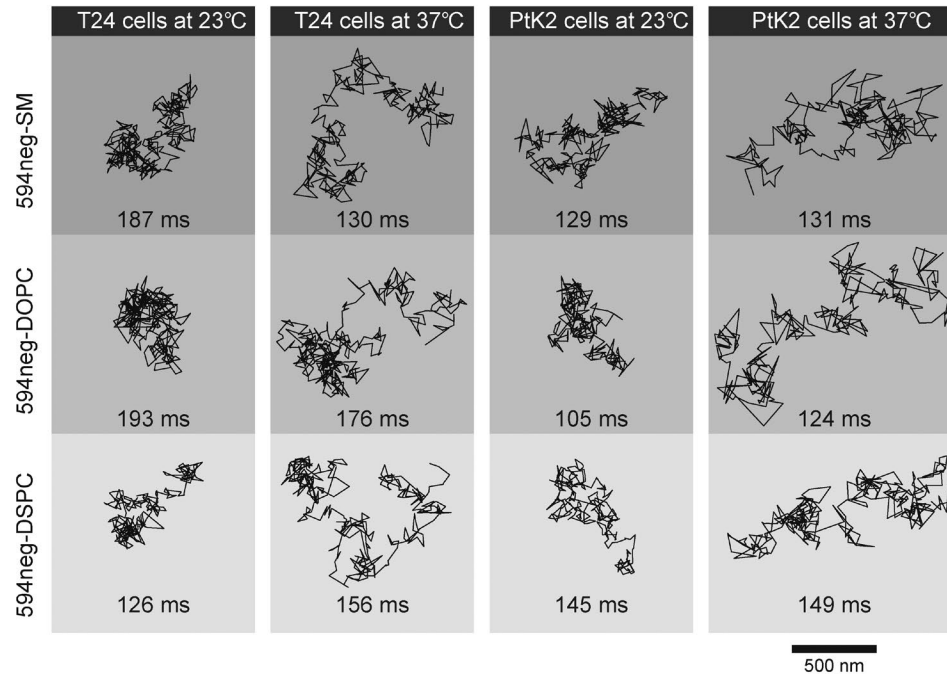 T24 cells at 23℃ T24 cells at 37℃ PtK2 cells at 23℃ PtK2 cells at 37℃
594neg-SM
187 ms 130 ms 129 ms 131 ms
594neg-DOPC
193 ms 176 ms 105 ms 124 ms
594neg-DSPC
126 ms 156 ms 145 ms 149 ms
500 nm